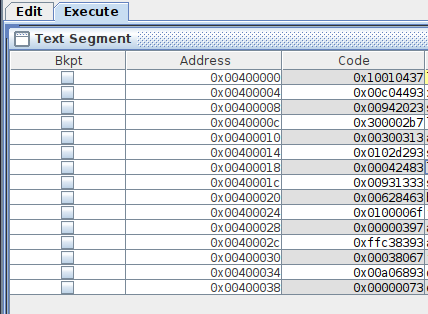 Edit Execute
Text Segment
Bkpt Address Code
0x00400000 0x10010437
0x00400004 0x00c04493
0x00400008 0x00942023
0x0040000c 0x300002b7
0x00400010 0x00300313
0x00400014 0x0102d293
0x00400018 0x00042483
0x0040001c 0x00931333
0x00400020 0x00628463
0x00400024 0x0100006f
0x00400028 0x00000397
0x0040002c 0xffc38393
0x00400030 0x00038067
0x00400034 0x00a06893
0x00400038 0x00000073